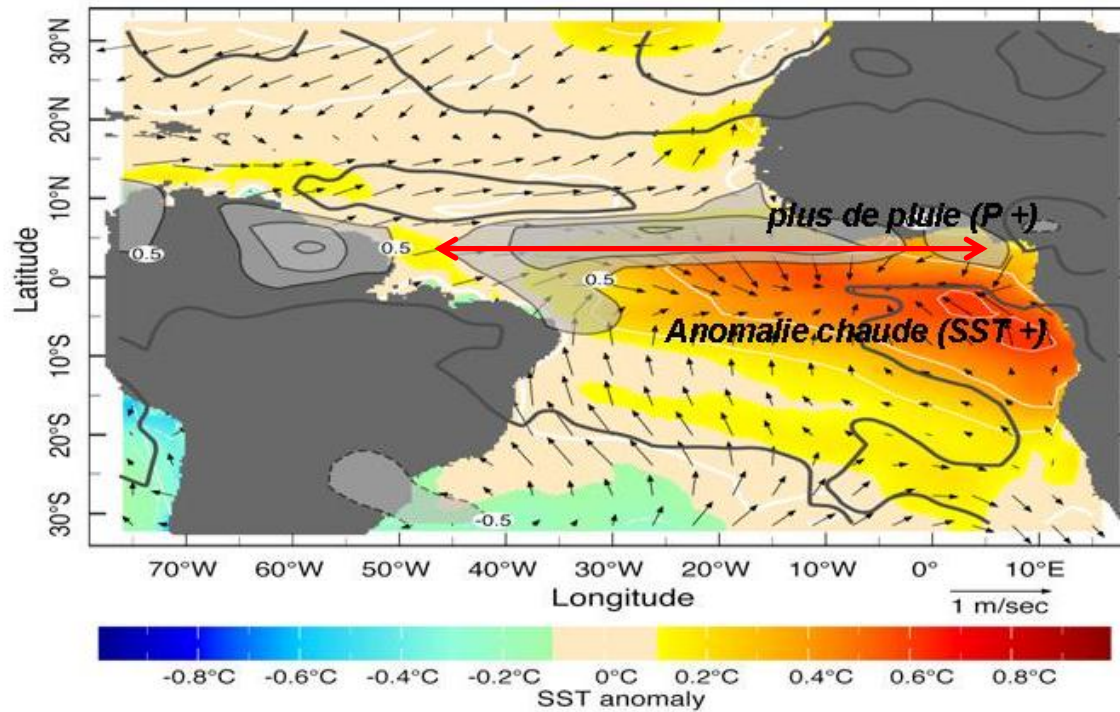 30°N
20°N
10°N
0°
10°S
20°S
30°S
Latitude
plus de pluie (P +)
0.5
0.5
Anomalie chaude (SST +)
-0.5
70°W 60°W 50°W 40°W 30°W 20°W 10°W 0° 10°E
Longitude
1 m/sec
-0.8°C -0.6°C -0.4°C -0.2°C 0°C 0.2°C 0.4°C 0.6°C 0.8°C
SST anomaly